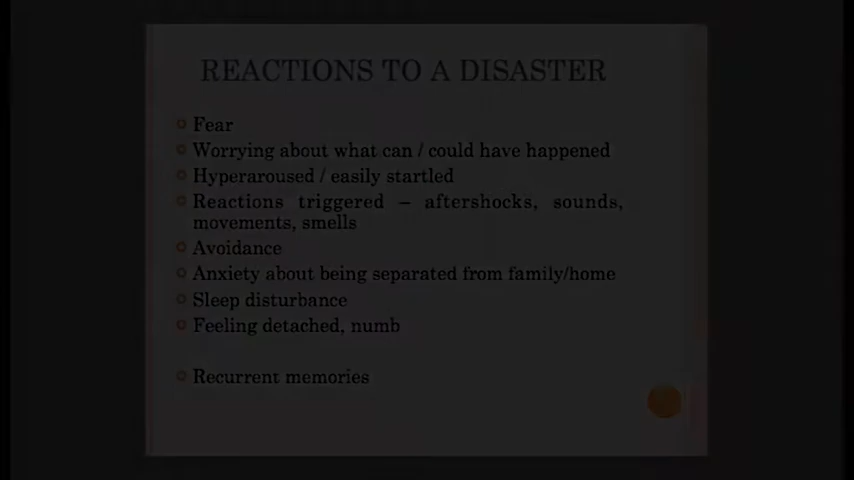 REACTIONS TO A DISASTER
Fear
Worrying about what can / could have happened
Hyperaroused / easily startled
Reactions triggered – aftershocks, sounds,
movements, smells
Avoidance
Anxiety about being separated from family/home
Sleep disturbance
Feeling detached, numb
Recurrent memories